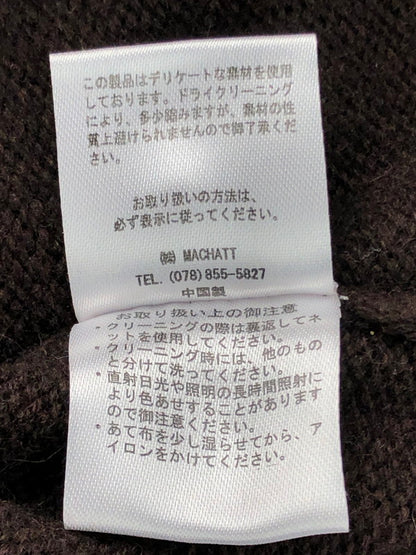 この製品はデリケートな素材を使用
しております。ドライクリーニング
により、多少縮みますが、素材の性
質上避けられませんので御了承くだ
さい。
お取り扱いの方法は、
必ず表示に従ってください。
㈱ MACHATT
TEL. (078) 855-5827
中国製
お取り扱い上の御注意
・クリーニングの際は裏返してネ
ットを使用してください。
・クリーニング時には、他のもの
と分けて洗ってください。
・直射日光や照明の長時間照射に
より色あせすることがあります
ので御注意ください。
・あて布を少し湿らせてから、ア
イロンをかけてください。